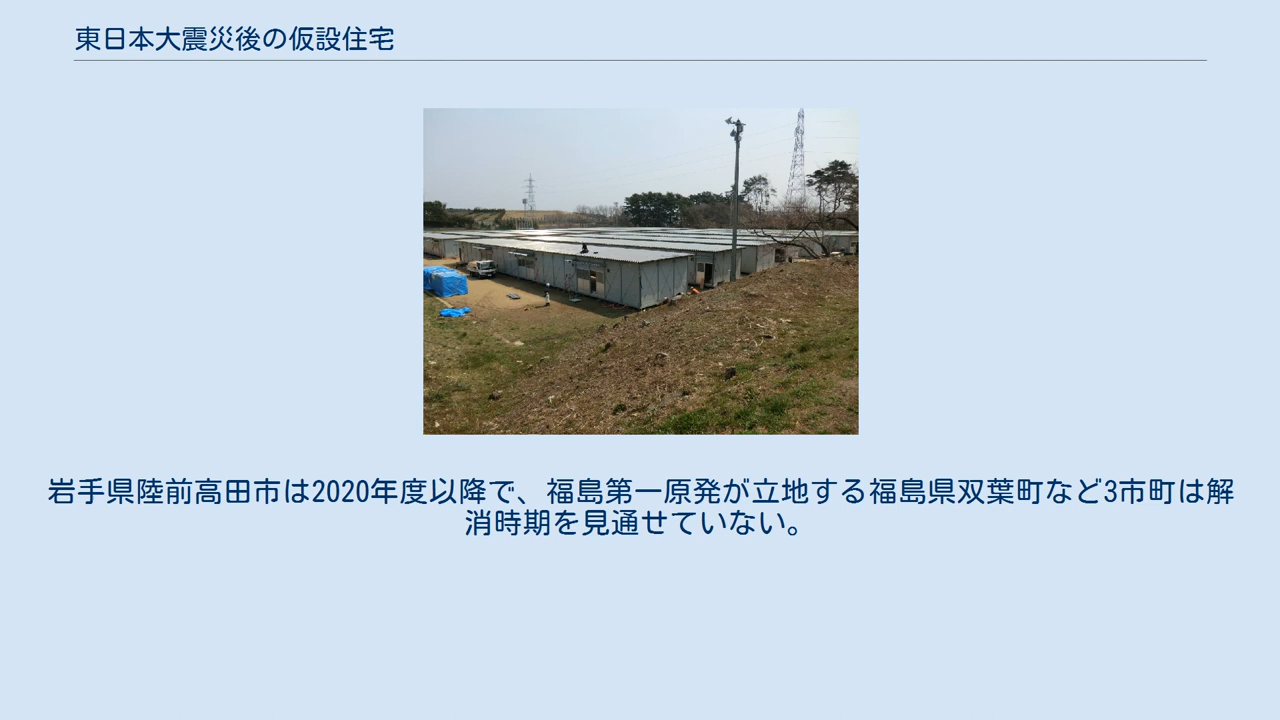 東日本大震災後の仮設住宅
岩手県陸前高田市は2020年度以降で、福島第一原発が立地する福島県双葉町など3市町は解
消時期を見通せていない。